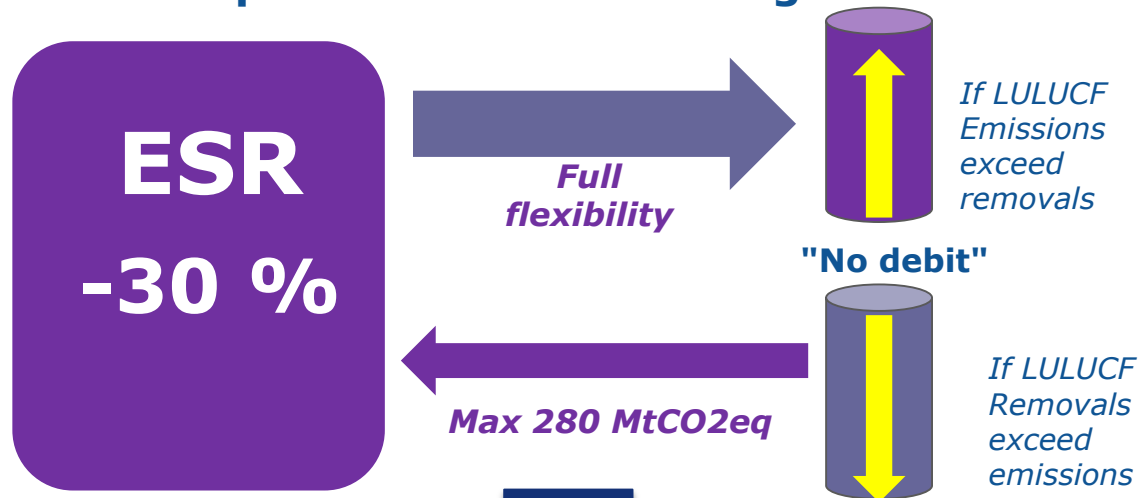 ESR
-30 %
Full
flexibility
If LULUCF
Emissions
exceed
removals
"No debit"
Max 280 MtCO2eq
If LULUCF
Removals
exceed
emissions